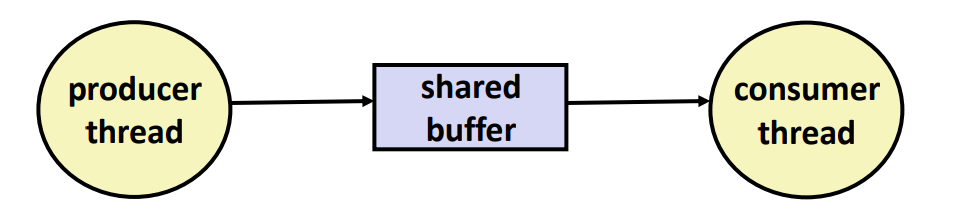 producer
thread
shared
buffer
consumer
thread